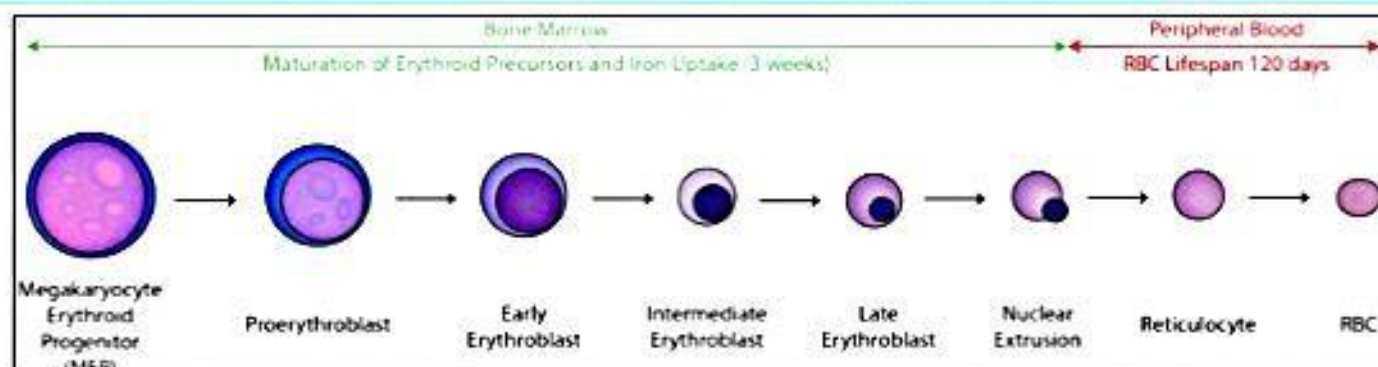 Bone Marrow
Peripheral Blood
Maturation of Erythroid Precursors and Iron Uptake (3 weeks)
RBC Lifespan 120 days
Megakaryocyte
Erythroid
Progenitor
(MEP)
Proerythroblast
Early
Erythroblast
Intermediate
Erythroblast
Late
Erythroblast
Nuclear
Extrusion
Reticulocyte
RBC